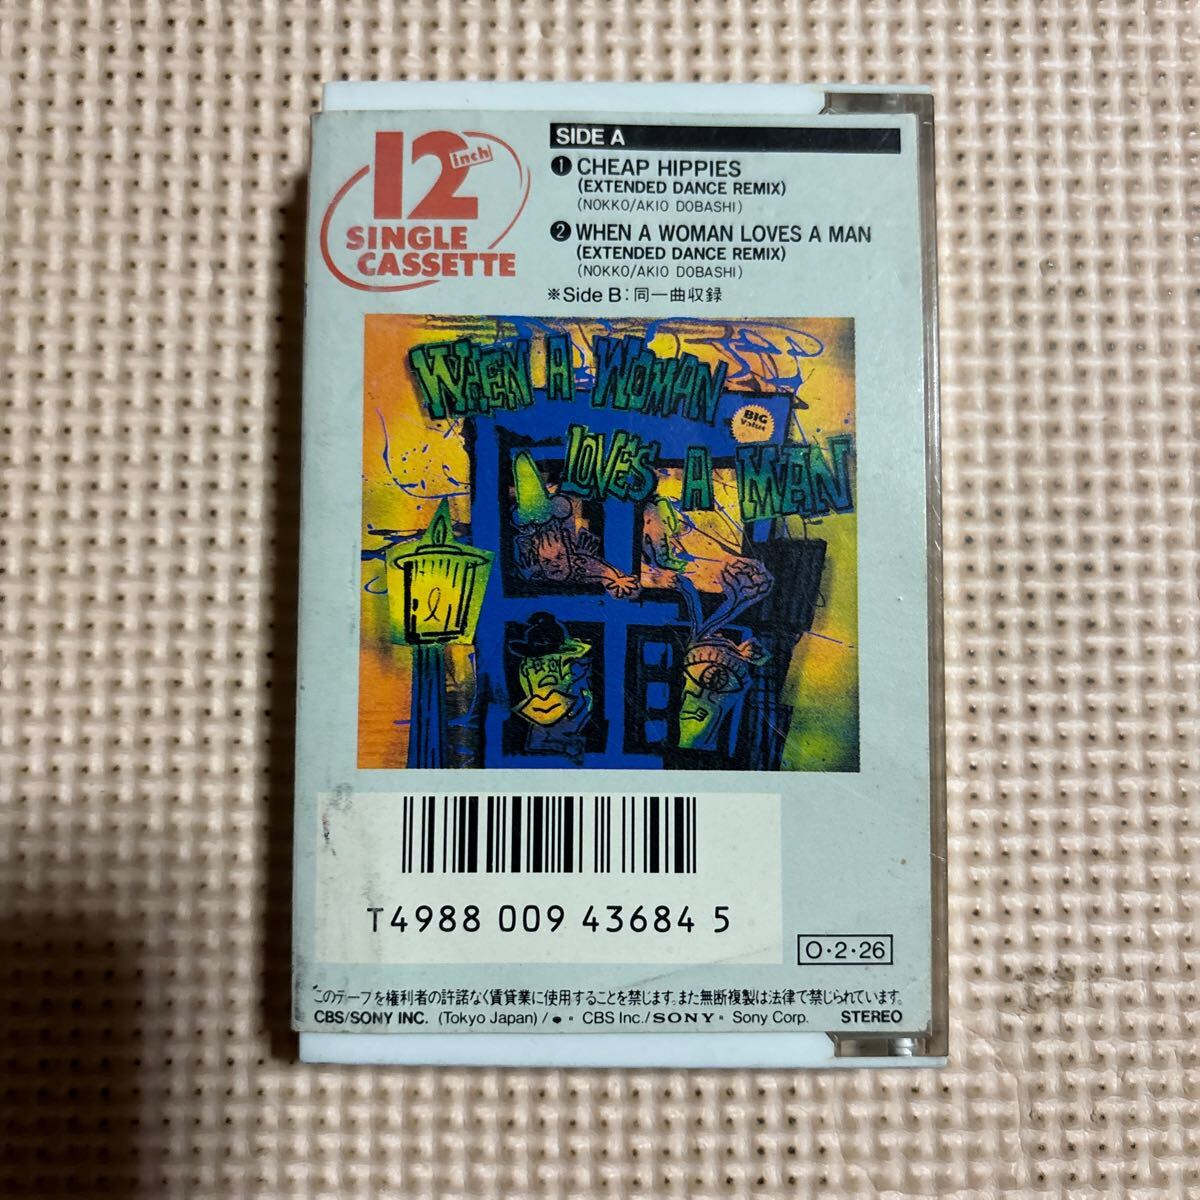 12 inch
SINGLE
CASSETTE
SIDE A
❶ CHEAP HIPPIES
(EXTENDED DANCE REMIX)
(NOKKO/AKIO DOBASHI)
❷ WHEN A WOMAN LOVES A MAN
(EXTENDED DANCE REMIX)
(NOKKO/AKIO DOBASHI)
※Side B:同一曲収録
WHEN A WOMAN
LOVES A MAN
BIG
Value
T4988 009 43684 5
O・2・26
このテープを権利者の許諾なく賃貸業に使用することを禁じます。また無断複製は法律で禁じられています。
CBS/SONY INC. (Tokyo Japan) / CBS Inc./SONY Sony Corp. STEREO